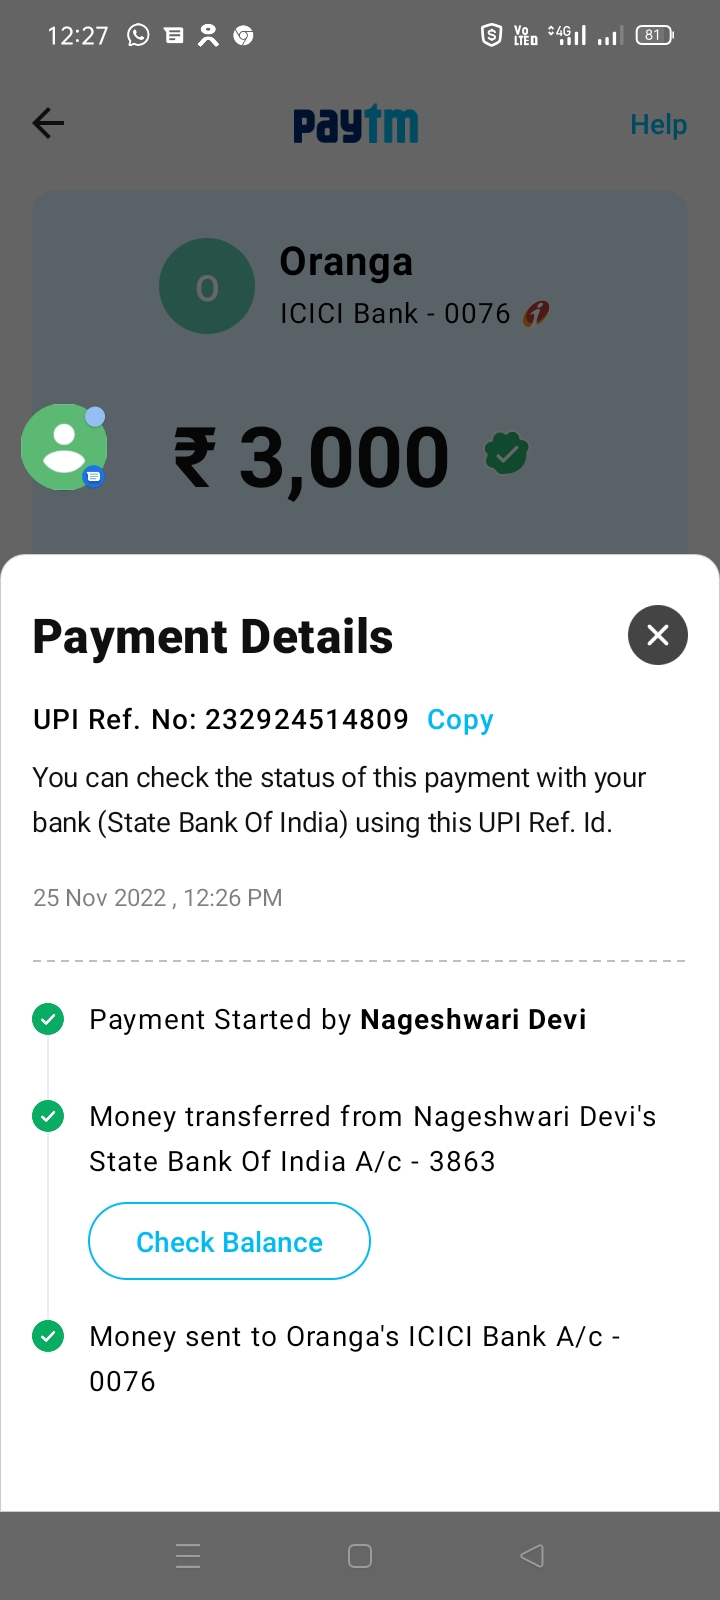 12:27
Vo LTED 4G 81
paytm Help
O
Oranga
ICICI Bank - 0076
₹ 3,000
Payment Details
UPI Ref. No: 232924514809 Copy
You can check the status of this payment with your
bank (State Bank Of India) using this UPI Ref. Id.
25 Nov 2022 , 12:26 PM
Payment Started by Nageshwari Devi
Money transferred from Nageshwari Devi's
State Bank Of India A/c - 3863
Check Balance
Money sent to Oranga's ICICI Bank A/c -
0076